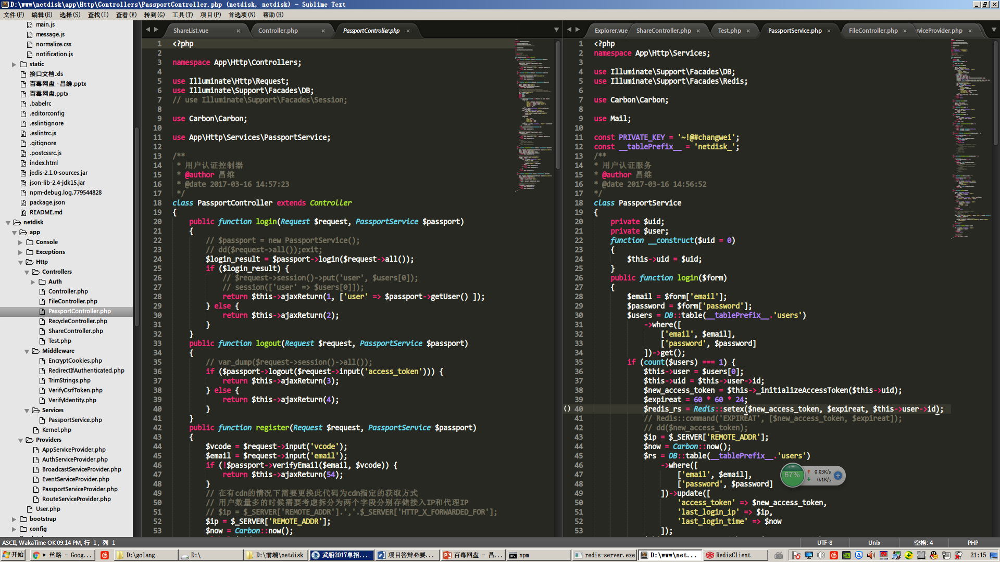 D:\www\netdisk\app\Http\Controllers\PassportController.php (netdisk, netdisk) - Sublime Text
文件(F) 编辑(E) 选择(S) 查找(I) 查看(V) 转到(G) 工具(T) 项目(P) 首选项(N) 帮助(H)
main.js
message.js
normalize.css
notification.js
static
接口文档.xls
百毒网盘 - 昌维.pptx
百毒网盘.pptx
.babelrc
.editorconfig
.eslintignore
.eslintrc.js
.gitignore
.postcssrc.js
index.html
jedis-2.1.0-sources.jar
json-lib-2.4-jdk15.jar
npm-debug.log.779544828
package.json
README.md
netdisk
app
Console
Exceptions
Http
Controllers
Auth
Controller.php
FileController.php
PassportController.php
RecycleController.php
ShareController.php
Test.php
Middleware
EncryptCookies.php
RedirectIfAuthenticated.php
TrimStrings.php
VerifyCsrfToken.php
VerifyIdentity.php
Services
PassportService.php
Kernel.php
Providers
AppServiceProvider.php
AuthServiceProvider.php
BroadcastServiceProvider.php
EventServiceProvider.php
PassportServiceProvider.php
RouteServiceProvider.php
User.php
bootstrap
config
ShareList.vue × Controller.php × PassportController.php ×
1 <?php
2
3 namespace App\Http\Controllers;
4
5 use Illuminate\Http\Request;
6 use Illuminate\Support\Facades\DB;
7 // use Illuminate\Support\Facades\Session;
8
9 use Carbon\Carbon;
10
11 use App\Http\Services\PassportService;
12
13 /**
14 * 用户认证控制器
15 * @author 昌维
16 * @date 2017-03-16 14:57:23
17 */
18 class PassportController extends Controller
19 {
20 public function login(Request $request, PassportService $passport)
21 {
22 // $passport = new PassportService();
23 // dd($request->all());exit;
24 $login_result = $passport->login($request->all());
25 if ($login_result) {
26 // $request->session()->put('user', $users[0]);
27 // session(['user' => $users[0]]);
28 return $this->ajaxReturn(1, ['user' => $passport->getUser() ]);
29 } else {
30 return $this->ajaxReturn(2);
31 }
32 }
33 public function logout(Request $request, PassportService $passport)
34 {
35 // var_dump($request->session()->all());
36 if ($passport->logout($request->input('access_token'))) {
37 return $this->ajaxReturn(3);
38 } else {
39 return $this->ajaxReturn(4);
40 }
41 }
42 public function register(Request $request, PassportService $passport)
43 {
44 $vcode = $request->input('vcode');
45 $email = $request->input('email');
46 if (!$passport->verifyEmail($email, $vcode)) {
47 return $this->ajaxReturn(54);
48 }
49 // 在有cdn的情况下需要更换此代码为cdn指定的获取方式
50 // 用户数量多的时候需要考虑拆分为两个字段分别存储接入IP和代理IP
51 // $ip = $_SERVER['REMOTE_ADDR'].','.$_SERVER['HTTP_X_FORWARDED_FOR'];
52 $ip = $_SERVER['REMOTE_ADDR'];
53 $now = Carbon::now();
Explorer.vue ShareController.php × Test.php × PassportService.php × FileController.php × rviceProvider.php ×
1 <?php
2 namespace App\Http\Services;
3
4 use Illuminate\Support\Facades\DB;
5 use Illuminate\Support\Facades\Redis;
6
7 use Carbon\Carbon;
8
9 use Mail;
10
11 const PRIVATE_KEY = '~!@#changwei';
12 const __tablePrefix__ = 'netdisk_';
13 /**
14 * 用户认证服务
15 * @author 昌维
16 * @date 2017-03-16 14:56:52
17 */
18 class PassportService
19 {
20 private $uid;
21 private $user;
22 function __construct($uid = 0)
23 {
24 $this->uid = $uid;
25 }
26 public function login($form)
27 {
28 $email = $form['email'];
29 $password = $form['password'];
30 $users = DB::table(__tablePrefix__.'users')
31 ->where([
32 ['email', $email],
33 ['password', $password]
34 ])->get();
35 if (count($users) === 1) {
36 $this->user = $users[0];
37 $this->uid = $this->user->id;
38 $new_access_token = $this->_initializeAccessToken($this->uid);
39 $expireat = 60 * 60 * 24;
() 40 $redis_rs = Redis::setex($new_access_token, $expireat, $this->user->id);
41 // Redis::command('EXPIREAT', [$new_access_token, $expireat]);
42 // dd($new_access_token);
43 $ip = $_SERVER['REMOTE_ADDR'];
44 $now = Carbon::now();
45 $rs = DB::table(__tablePrefix__.'users')
46 ->where([
47 ['email', $email],
48 ['password', $password]
49 ])->update([
50 'access_token' => $new_access_token,
51 'last_login_ip' => $ip,
52 'last_login_time' => $now
53 ]);
67% 0.03K/s
0.1K/s
ASCII, WakaTime OK 09:14 PM, 行 1, 列 1 UTF-8 Unix 空格: 4 PHP
开始 丝路 - Goog... D:\golang D:\ D:\前端\netdisk 武船2017单招... 项目答辩必要... 百毒网盘 - 昌... npm redis-server.exe D:\www\net... RedisClient 21:15